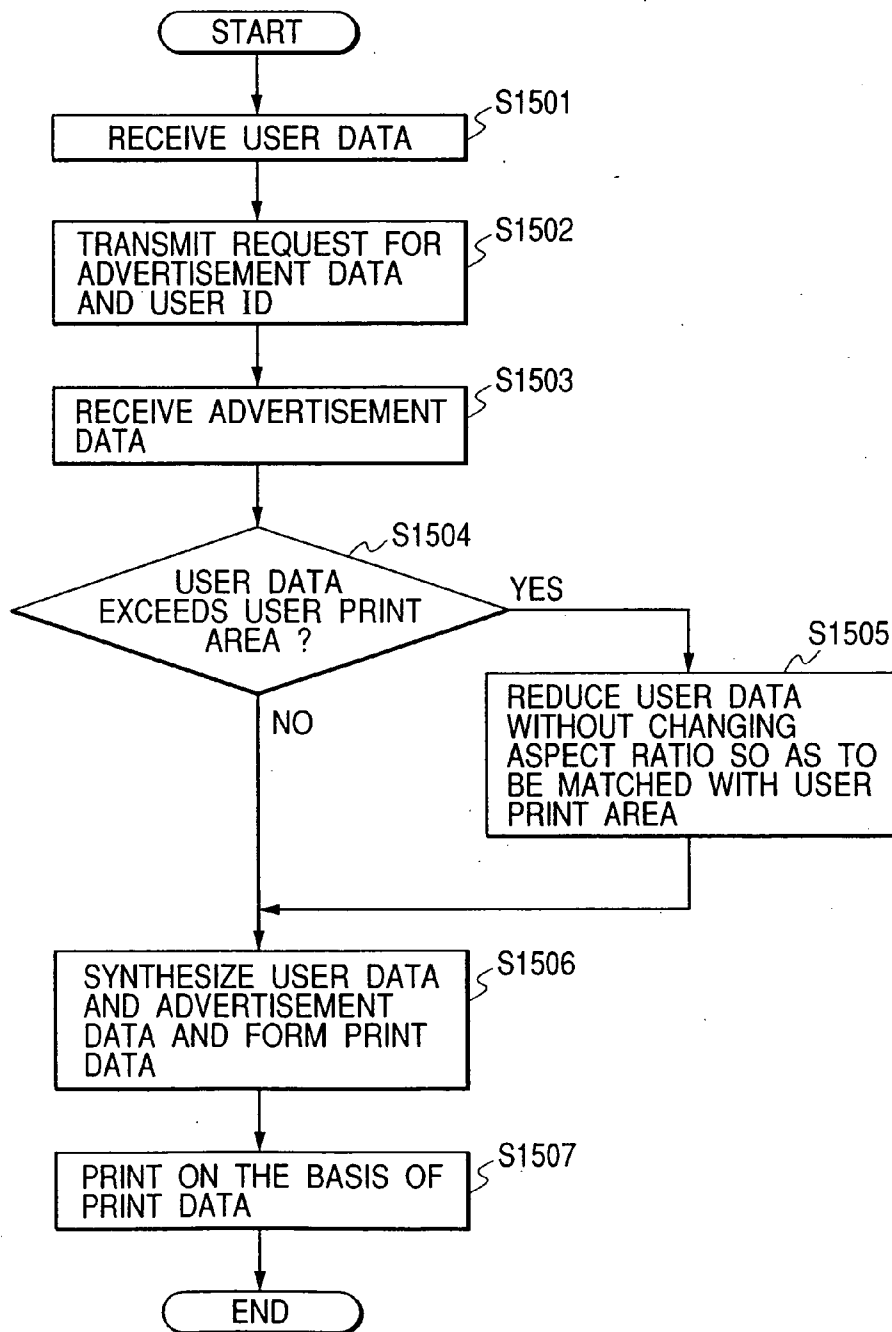 START
S1501
RECEIVE USER DATA
S1502
TRANSMIT REQUEST FOR
ADVERTISEMENT DATA
AND USER ID
S1503
RECEIVE ADVERTISEMENT
DATA
S1504
USER DATA
EXCEEDS USER PRINT
AREA ?
YES
NO
S1505
REDUCE USER DATA
WITHOUT CHANGING
ASPECT RATIO SO AS TO
BE MATCHED WITH USER
PRINT AREA
S1506
SYNTHESIZE USER DATA
AND ADVERTISEMENT
DATA AND FORM PRINT
DATA
S1507
PRINT ON THE BASIS OF
PRINT DATA
END